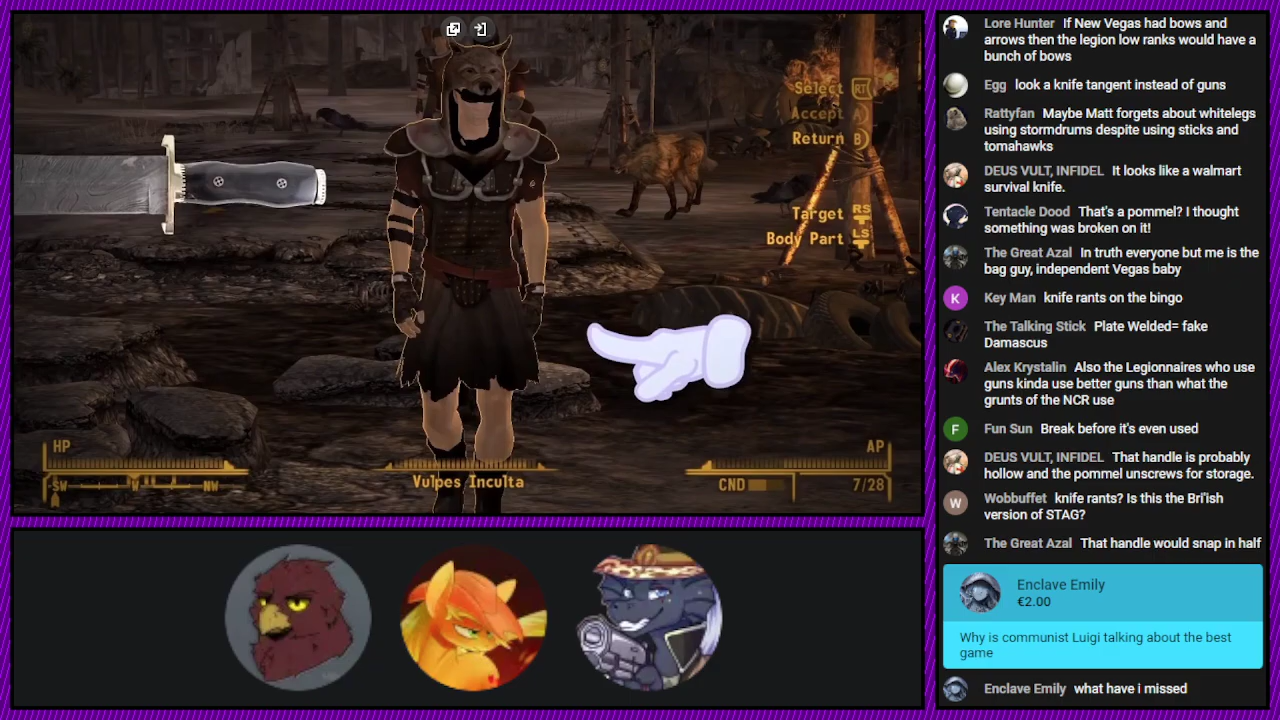 Select RT
Accept A
Return B
Target RS
Body Part LS
HP
SW W NW
Vulpes Inculta
AP
CND 7/28
Lore Hunter If New Vegas had bows and
arrows then the legion low ranks would have a
bunch of bows
Egg look a knife tangent instead of guns
Rattyfan Maybe Matt forgets about whitelegs
using stormdrums despite using sticks and
tomahawks
DEUS VULT, INFIDEL It looks like a walmart
survival knife.
Tentacle Dood That's a pommel? I thought
something was broken on it!
The Great Azal In truth everyone but me is the
bag guy, independent Vegas baby
K Key Man knife rants on the bingo
The Talking Stick Plate Welded= fake
Damascus
Alex Krystalin Also the Legionnaires who use
guns kinda use better guns than what the
grunts of the NCR use
F Fun Sun Break before it's even used
DEUS VULT, INFIDEL That handle is probably
hollow and the pommel unscrews for storage.
W Wobbuffet knife rants? Is this the Bri'ish
version of STAG?
The Great Azal That handle would snap in half
Enclave Emily
€2.00
Why is communist Luigi talking about the best
game
Enclave Emily what have i missed